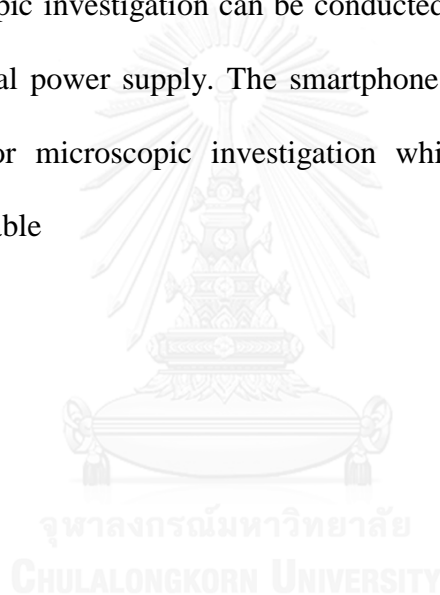 pic investigation can be conducted
al power supply. The smartphone
or microscopic investigation whi
able
จุฬาลงกรณ์มหาวิทยาลัย
CHULALONGKORN UNIVERSITY